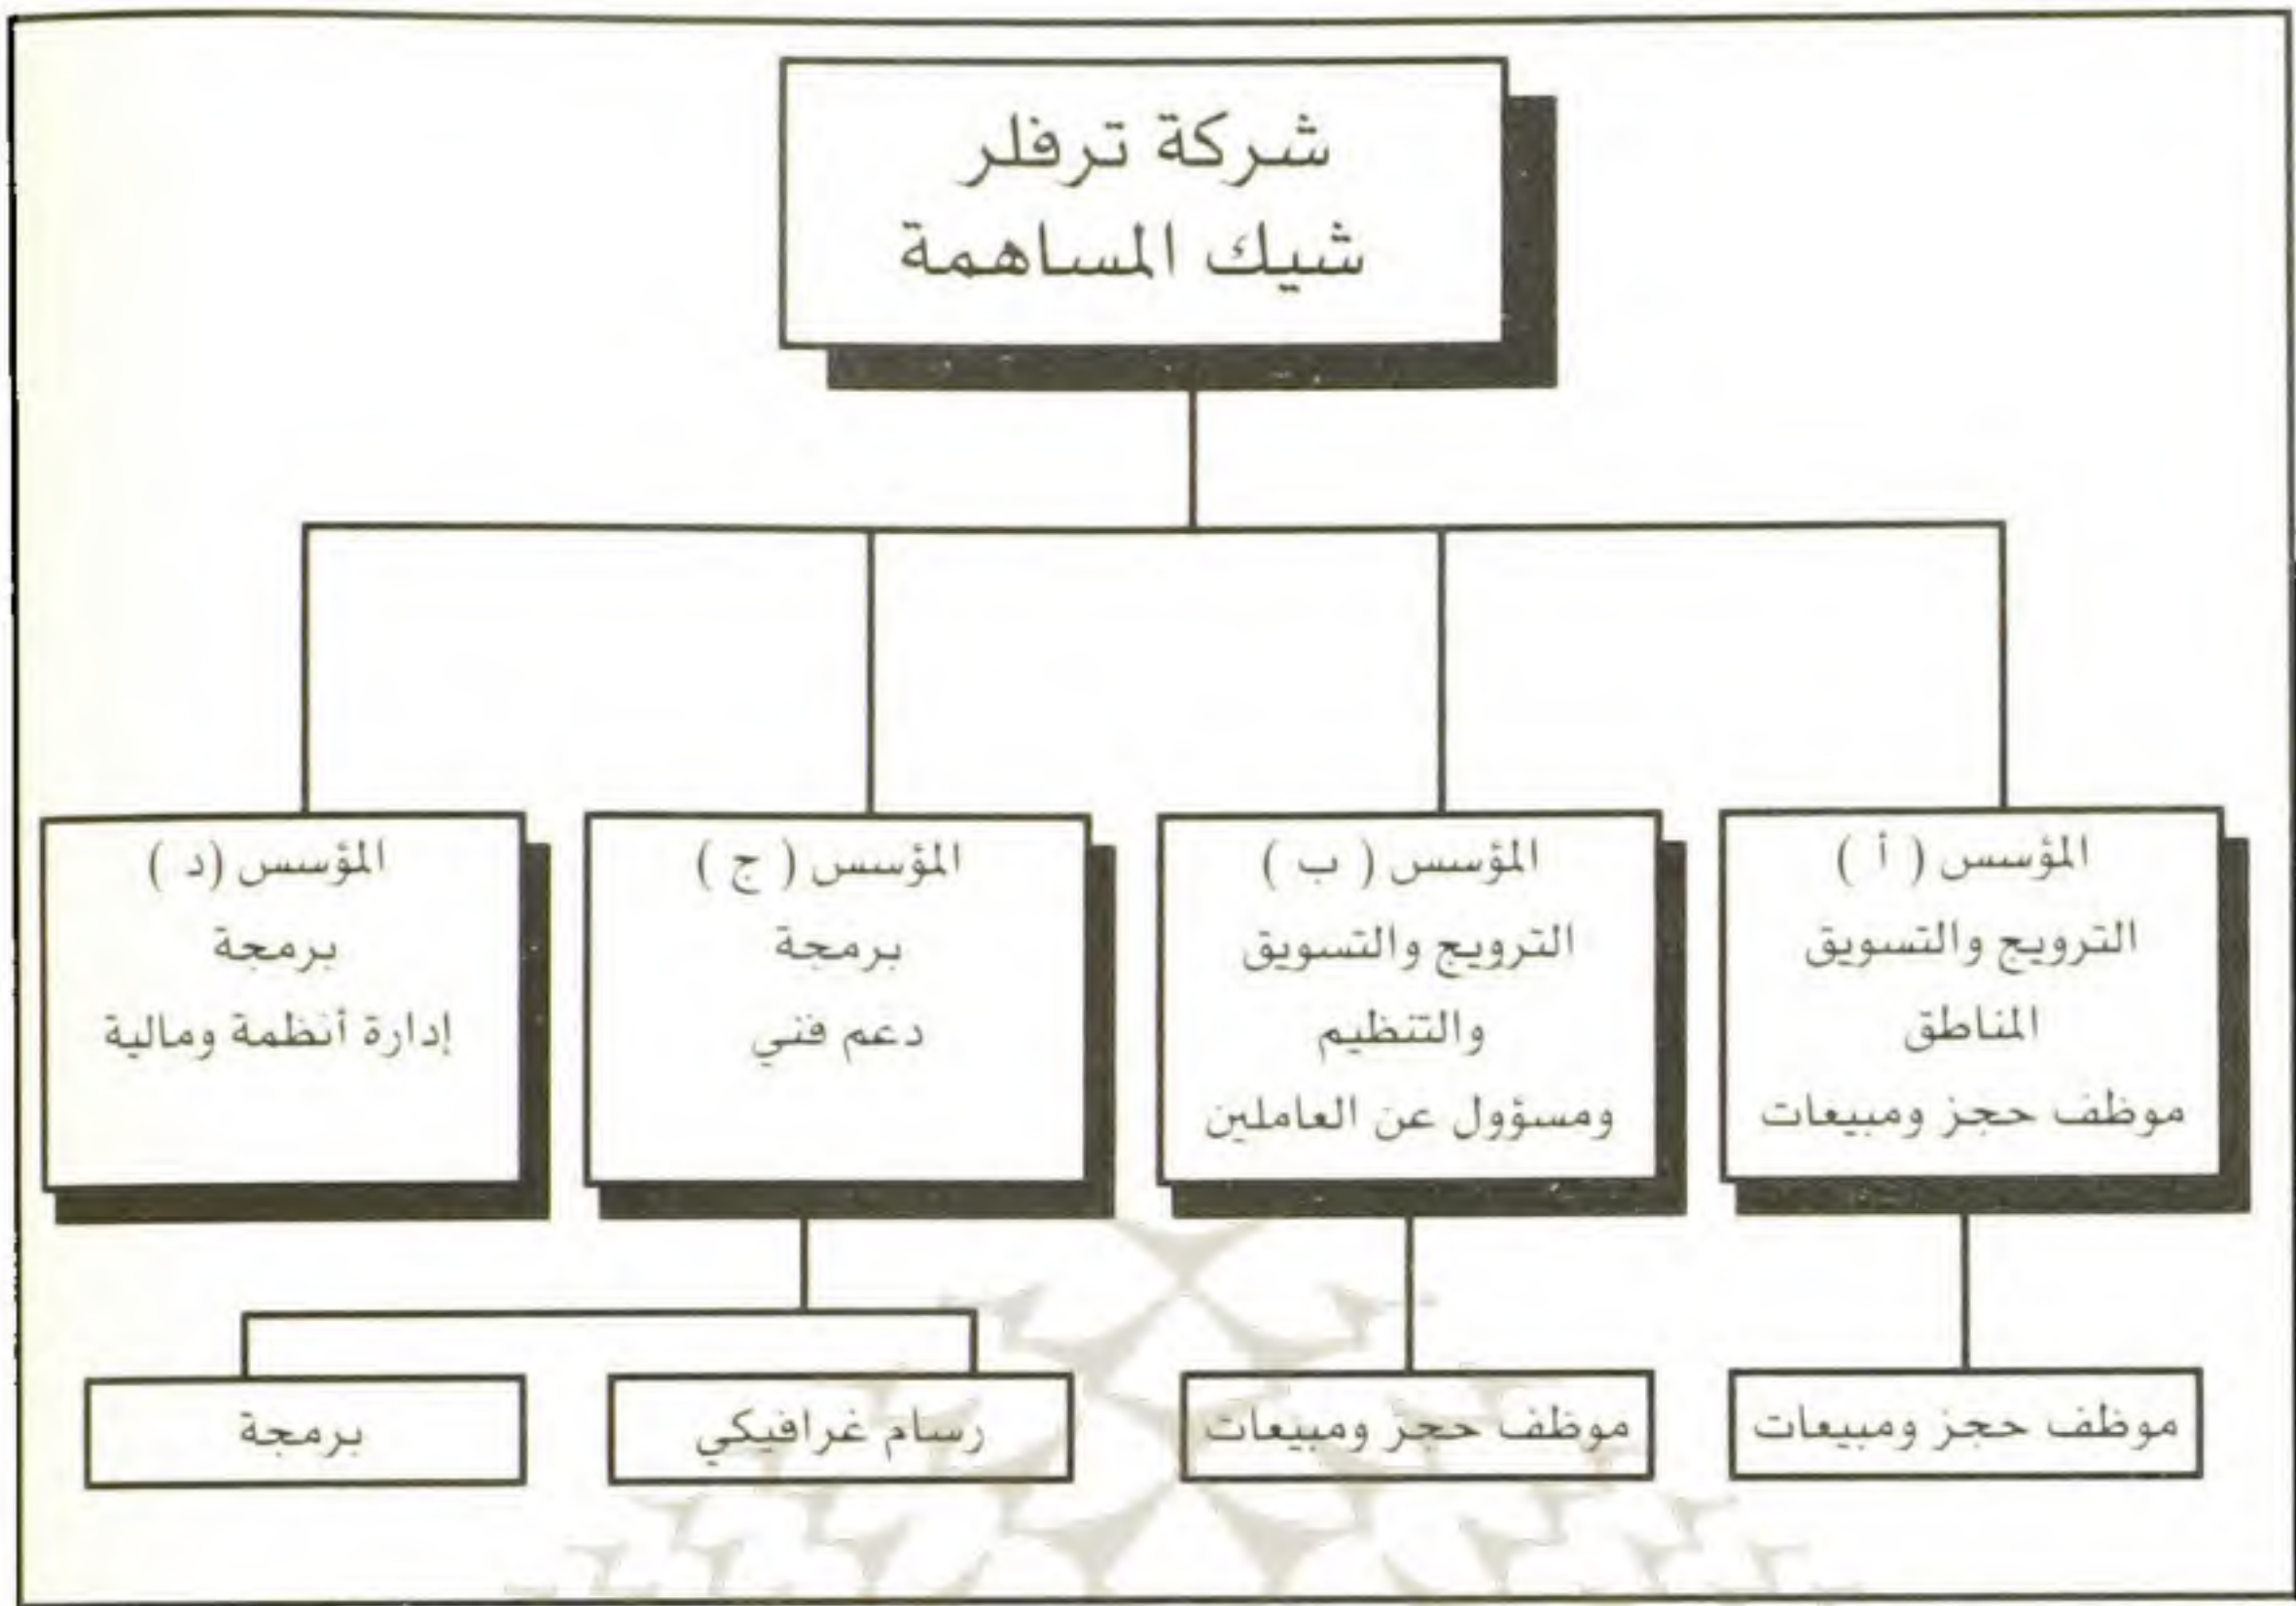 شركة ترفلر
شيك المساهمة
المؤسس ( أ )
الترويج والتسويق
المناطق
موظف حجز ومبيعات
المؤسس ( ب )
الترويج والتسويق
والتنظيم
ومسؤول عن العاملين
المؤسس ( ج )
برمجة
دعم فني
المؤسس (د )
برمجة
إدارة أنظمة ومالية
موظف حجز ومبيعات
موظف حجز ومبيعات
رسام غرافيكي
برمجة